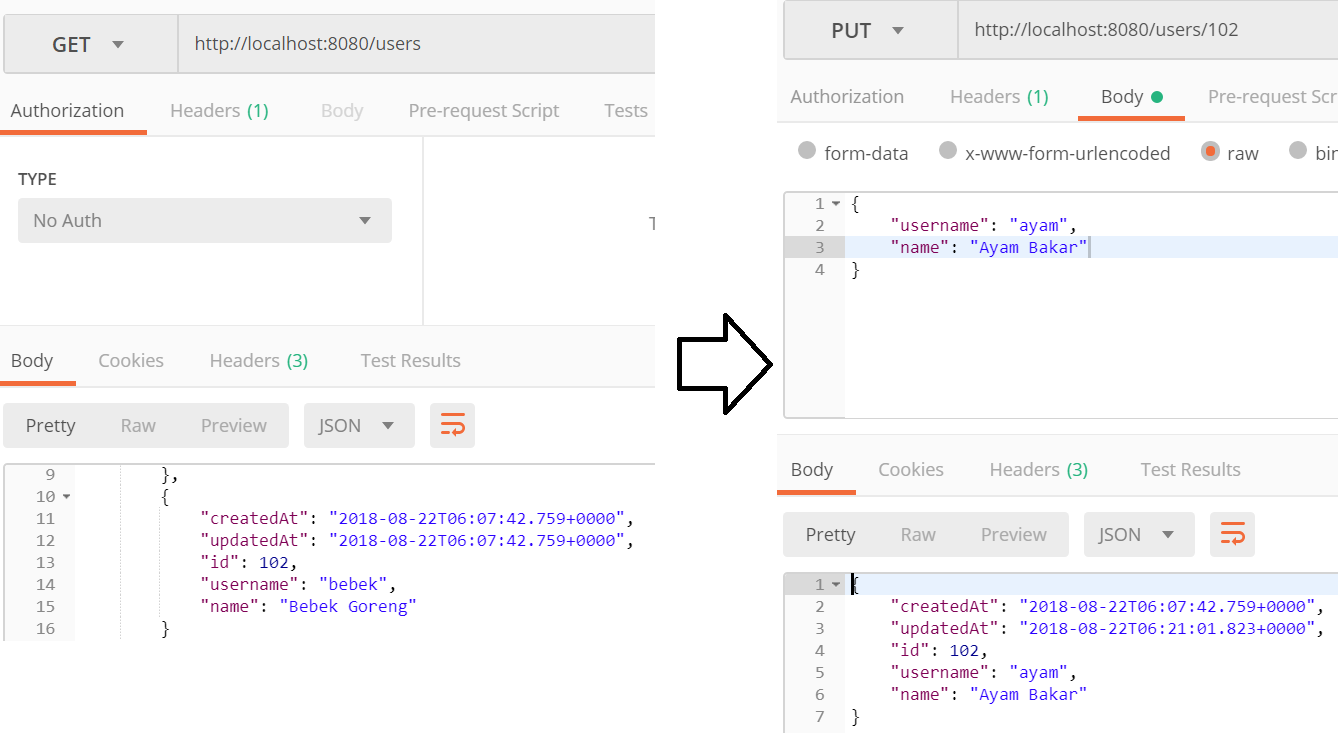 GET http://localhost:8080/users
Authorization Headers (1) Body Pre-request Script Tests
TYPE
No Auth
T
Body Cookies Headers (3) Test Results
Pretty Raw Preview JSON
9 },
10 {
11 "createdAt": "2018-08-22T06:07:42.759+0000",
12 "updatedAt": "2018-08-22T06:07:42.759+0000",
13 "id": 102,
14 "username": "bebek",
15 "name": "Bebek Goreng"
16 }
PUT http://localhost:8080/users/102
Authorization Headers (1) Body Pre-request Scr
form-data x-www-form-urlencoded raw bin
1 {
2 "username": "ayam",
3 "name": "Ayam Bakar"
4 }
Body Cookies Headers (3) Test Results
Pretty Raw Preview JSON
1 {
2 "createdAt": "2018-08-22T06:07:42.759+0000",
3 "updatedAt": "2018-08-22T06:21:01.823+0000",
4 "id": 102,
5 "username": "ayam",
6 "name": "Ayam Bakar"
7 }